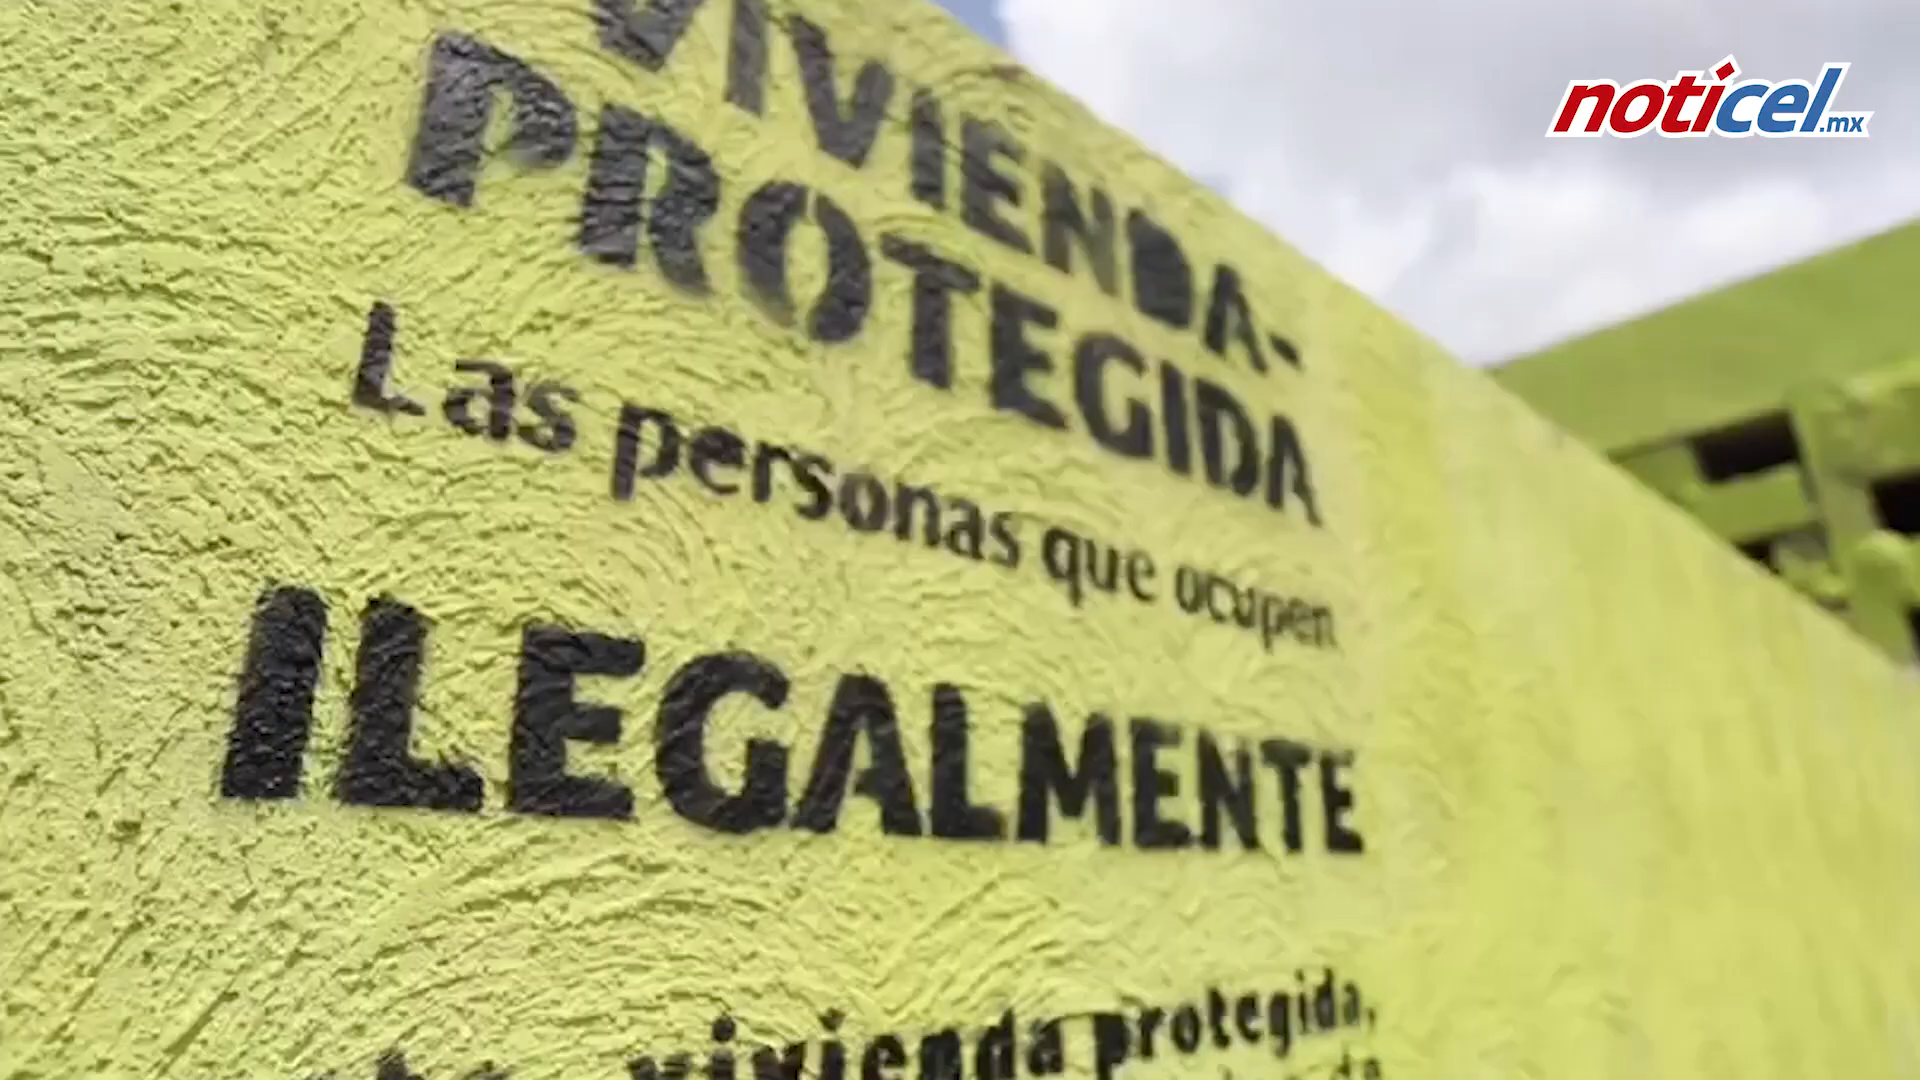 noticel.mx
VIVIENDA-
PROTEGIDA
Las personas que ocupen
ILEGALMENTE
vivienda protegida,